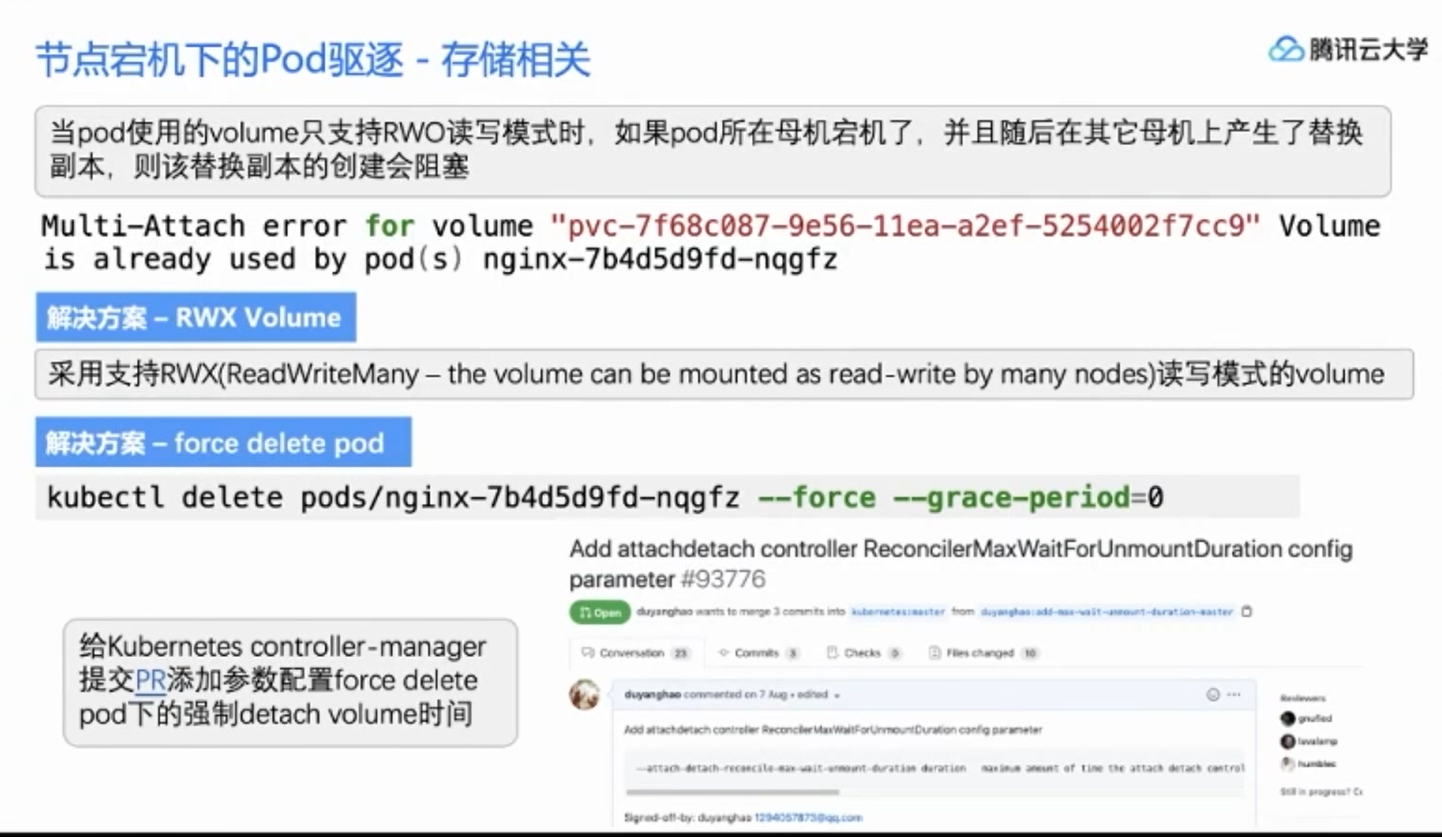 节点宕机下的Pod驱逐 - 存储相关
腾讯云大学
当pod使用的volume只支持RWO读写模式时，如果pod所在母机宕机了，并且随后在其它母机上产生了替换
副本，则该替换副本的创建会阻塞
Multi-Attach error for volume "pvc-7f68c087-9e56-11ea-a2ef-5254002f7cc9" Volume
is already used by pod(s) nginx-7b4d5d9fd-nqgfz
解决方案 – RWX Volume
采用支持RWX(ReadWriteMany – the volume can be mounted as read-write by many nodes)读写模式的volume
解决方案 – force delete pod
kubectl delete pods/nginx-7b4d5d9fd-nqgfz --force --grace-period=0
给Kubernetes controller-manager
提交PR添加参数配置force delete
pod下的强制detach volume时间
Add attachdetach controller ReconcilerMaxWaitForUnmountDuration config
parameter #93776
Open duyanghao wants to merge 3 commits into kubernetes:master from duyanghao:add-max-wait-unmount-duration-master
Conversation 23 Commits 3 Checks 0 Files changed 10
duyanghao commented on 7 Aug • edited
Add attachdetach controller ReconcilerMaxWaitForUnmountDuration config parameter
--attach-detach-reconcile-max-wait-unmount-duration duration maximum amount of time the attach detach control
Signed-off-by: duyanghao 1294057873@qq.com
Reviewers
gnufied
lavalamp
humblec
Still in progress?